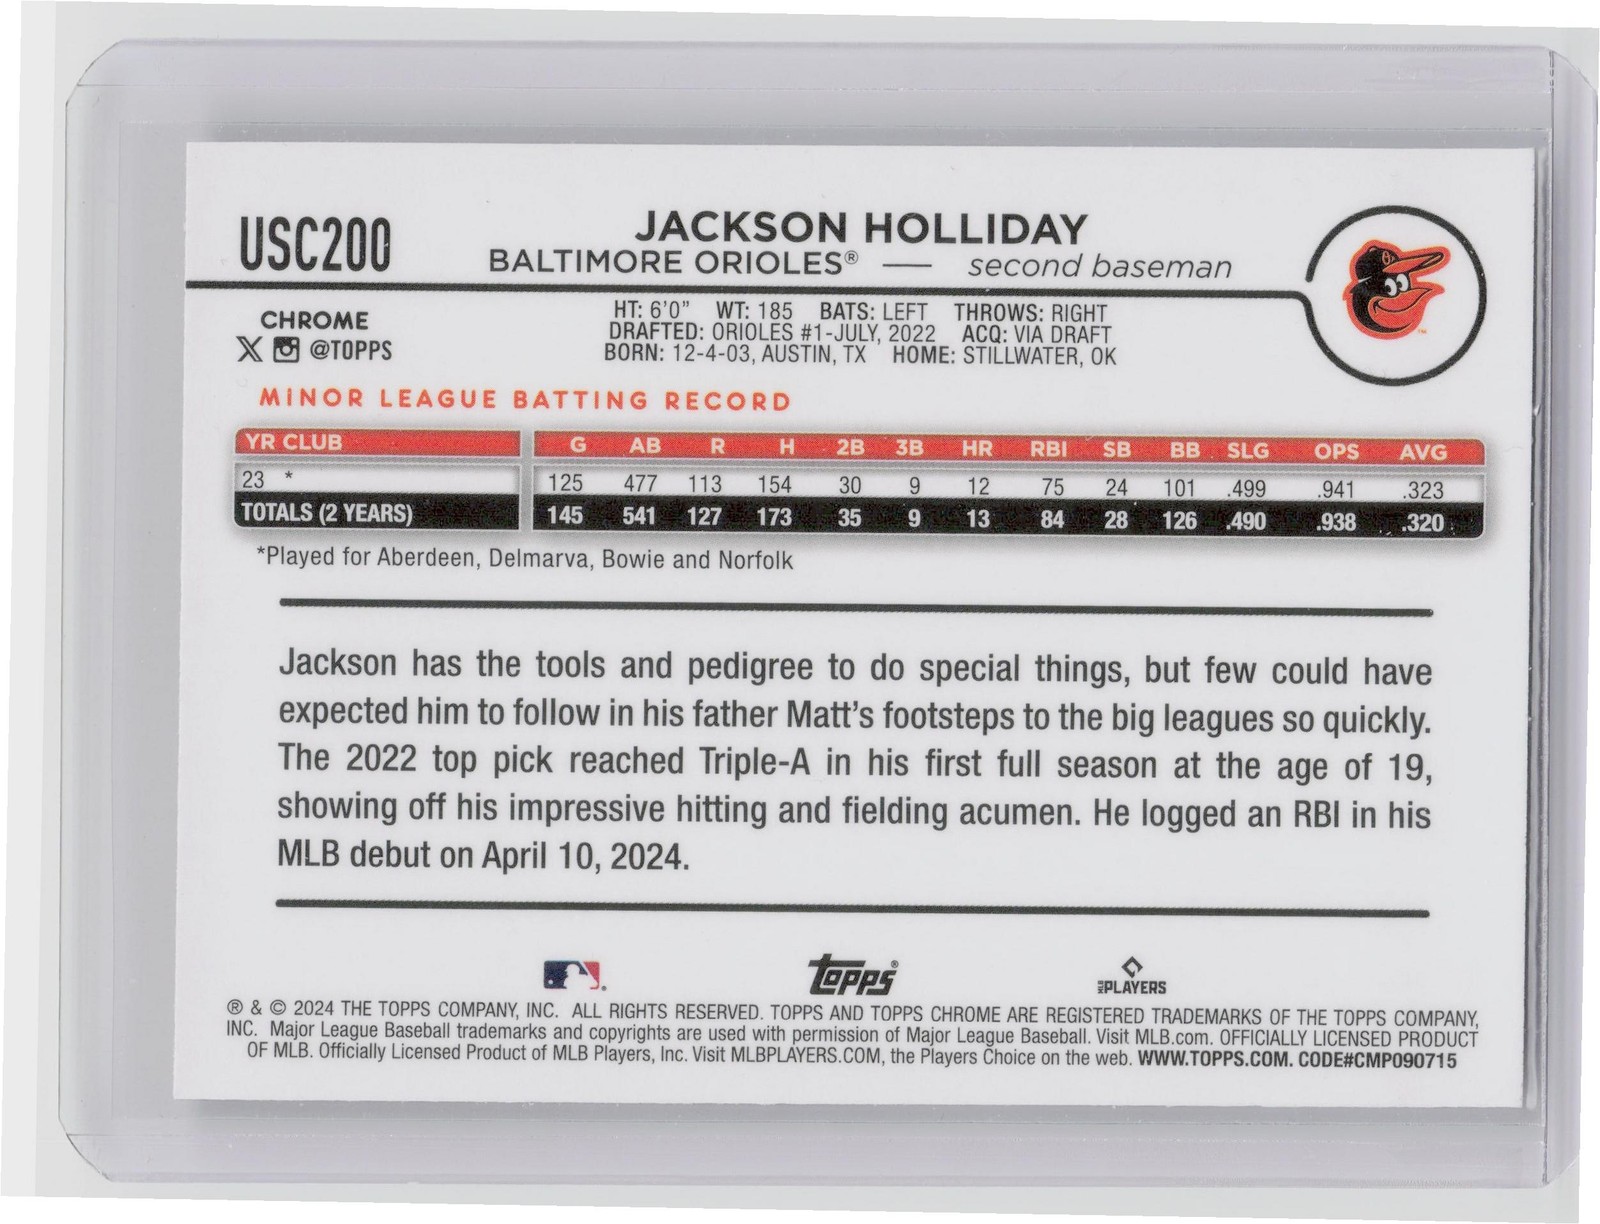 USC200
JACKSON HOLLIDAY
BALTIMORE ORIOLES® — second baseman
CHROME
@TOPPS
HT: 6'0" WT: 185 BATS: LEFT THROWS: RIGHT
DRAFTED: ORIOLES #1-JULY, 2022 ACQ: VIA DRAFT
BORN: 12-4-03, AUSTIN, TX HOME: STILLWATER, OK
MINOR LEAGUE BATTING RECORD
YR CLUB G AB R H 2B 3B HR RBI SB BB SLG OPS AVG
23 * 125 477 113 154 30 9 12 75 24 101 .499 .941 .323
TOTALS (2 YEARS) 145 541 127 173 35 9 13 84 28 126 .490 .938 .320
*Played for Aberdeen, Delmarva, Bowie and Norfolk
Jackson has the tools and pedigree to do special things, but few could have
expected him to follow in his father Matt's footsteps to the big leagues so quickly.
The 2022 top pick reached Triple-A in his first full season at the age of 19,
showing off his impressive hitting and fielding acumen. He logged an RBI in his
MLB debut on April 10, 2024.
Topps® MLB PLAYERS
® & © 2024 THE TOPPS COMPANY, INC. ALL RIGHTS RESERVED. TOPPS AND TOPPS CHROME ARE REGISTERED TRADEMARKS OF THE TOPPS COMPANY,
INC. Major League Baseball trademarks and copyrights are used with permission of Major League Baseball. Visit MLB.com. OFFICIALLY LICENSED PRODUCT
OF MLB. Officially Licensed Product of MLB Players, Inc. Visit MLBPLAYERS.COM, the Players Choice on the web. WWW.TOPPS.COM. CODE#CMP090715